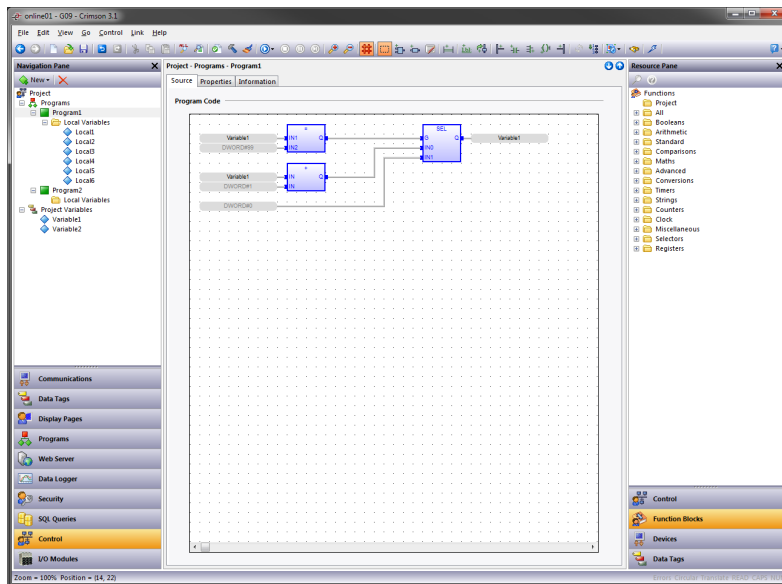 online01 - G09 - Crimson 3.1
File Edit View Go Control Link Help
Navigation Pane
New
Project
Programs
Program1
Local Variables
Local1
Local2
Local3
Local4
Local5
Local6
Program2
Local Variables
Project Variables
Variable1
Variable2
Communications
Data Tags
Display Pages
Programs
Web Server
Data Logger
Security
SQL Queries
Control
I/O Modules
Project - Programs - Program1
Source Properties Information
Program Code
Variable1 IN1 Q
DWORD#99 IN2
SEL
G Q Variable1
IN0
IN1
+
Variable1 IN Q
DWORD#1 IN
DWORD#0
Resource Pane
Functions
Project
All
Booleans
Arithmetic
Standard
Comparisons
Maths
Advanced
Conversions
Timers
Strings
Counters
Clock
Miscellaneous
Selectors
Registers
Control
Function Blocks
Devices
Data Tags
Zoom = 100% Position = (14, 22)
Errors Circular Translate READ CAPS